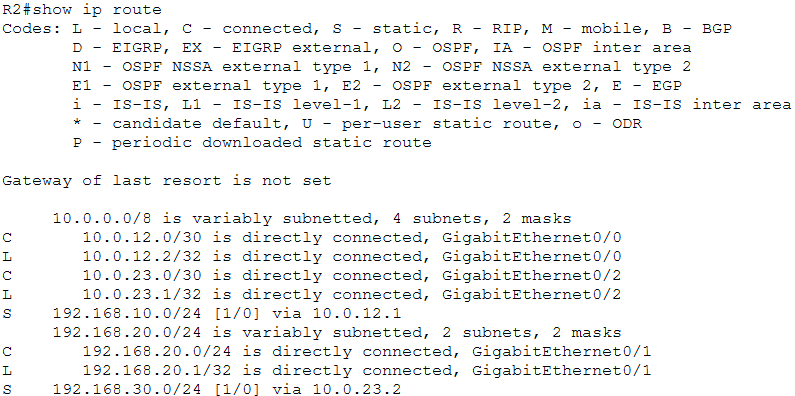 R2#show ip route
Codes: L - local, C - connected, S - static, R - RIP, M - mobile, B - BGP
       D - EIGRP, EX - EIGRP external, O - OSPF, IA - OSPF inter area
       N1 - OSPF NSSA external type 1, N2 - OSPF NSSA external type 2
       E1 - OSPF external type 1, E2 - OSPF external type 2, E - EGP
       i - IS-IS, L1 - IS-IS level-1, L2 - IS-IS level-2, ia - IS-IS inter area
       * - candidate default, U - per-user static route, o - ODR
       P - periodic downloaded static route

Gateway of last resort is not set

     10.0.0.0/8 is variably subnetted, 4 subnets, 2 masks
C       10.0.12.0/30 is directly connected, GigabitEthernet0/0
L       10.0.12.2/32 is directly connected, GigabitEthernet0/0
C       10.0.23.0/30 is directly connected, GigabitEthernet0/2
L       10.0.23.1/32 is directly connected, GigabitEthernet0/2
S    192.168.10.0/24 [1/0] via 10.0.12.1
     192.168.20.0/24 is variably subnetted, 2 subnets, 2 masks
C       192.168.20.0/24 is directly connected, GigabitEthernet0/1
L       192.168.20.1/32 is directly connected, GigabitEthernet0/1
S    192.168.30.0/24 [1/0] via 10.0.23.2